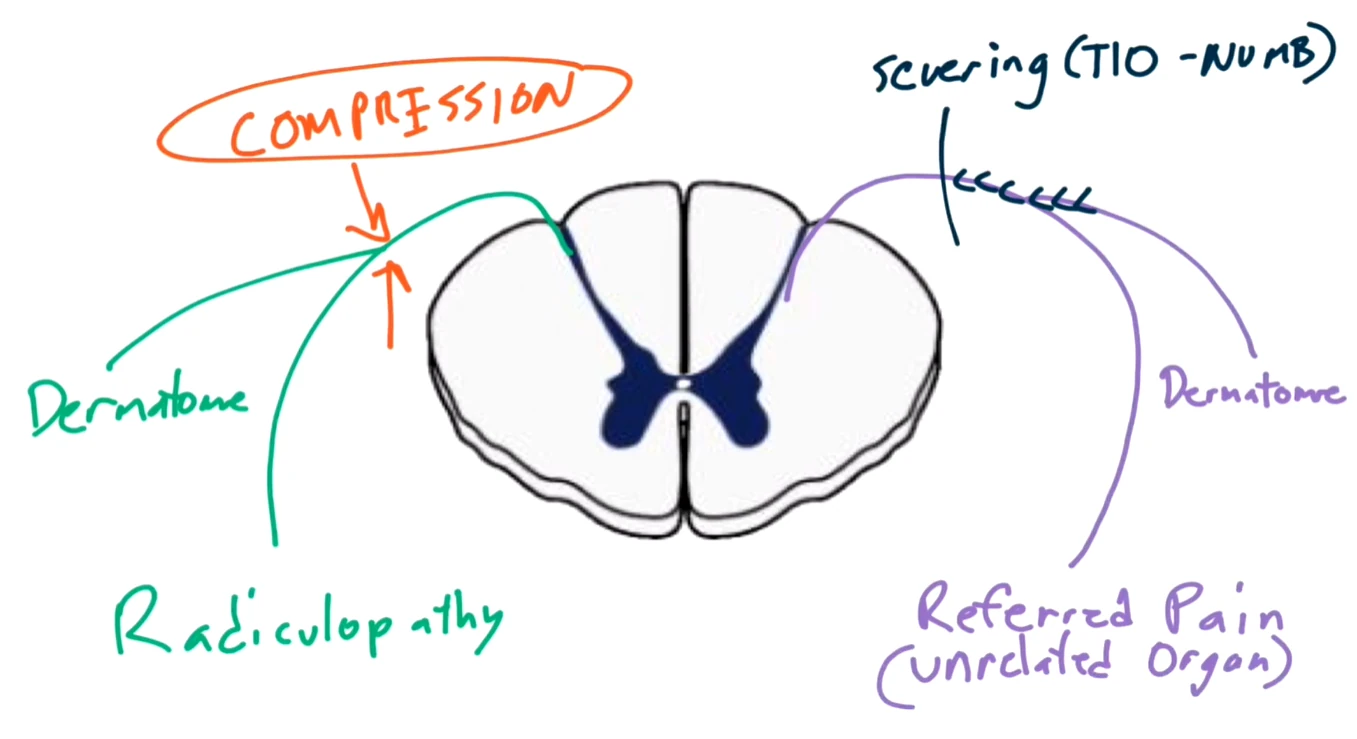 severing (T10 -NUMB)
COMPRESSION
Dermatome
Dermatome
Radiculopathy
Referred Pain
(unrelated Organ)